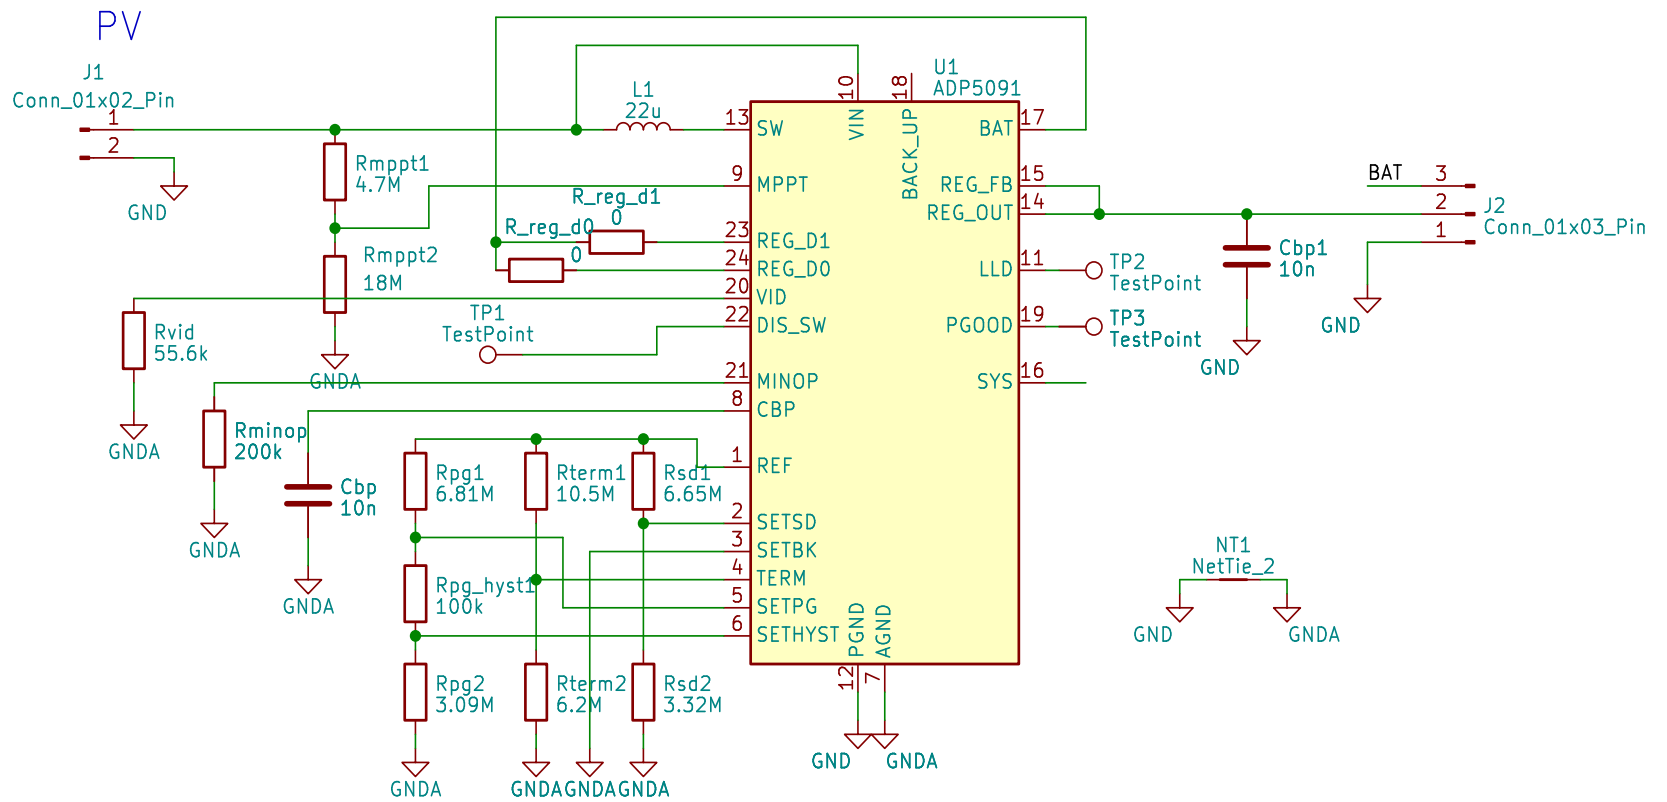 PV
J1
Conn_01x02_Pin
1
2
GND
Rmppt1
4.7M
Rmppt2
18M
GNDA
L1
22u
R_reg_d1
0
R_reg_d0
0
TP1
TestPoint
Rvid
55.6k
GNDA
Rminop
200k
GNDA
Cbp
10n
GNDA
Rpg1
6.81M
Rterm1
10.5M
Rsd1
6.65M
Rpg_hyst1
100k
Rpg2
3.09M
Rterm2
6.2M
Rsd2
3.32M
GNDA
GNDA
GNDA
GNDA
U1
ADP5091
10
VIN
18
BACK_UP
13
SW
9
MPPT
23
REG_D1
24
REG_D0
20
VID
22
DIS_SW
21
MINOP
8
CBP
1
REF
2
SETSD
3
SETBK
4
TERM
5
SETPG
6
SETHYST
17
BAT
15
REG_FB
14
REG_OUT
11
LLD
19
PGOOD
16
SYS
12
PGND
7
AGND
GND
GNDA
TP2
TestPoint
TP3
TestPoint
Cbp1
10n
GND
BAT
3
2
1
J2
Conn_01x03_Pin
GND
NT1
NetTie_2
GND
GNDA